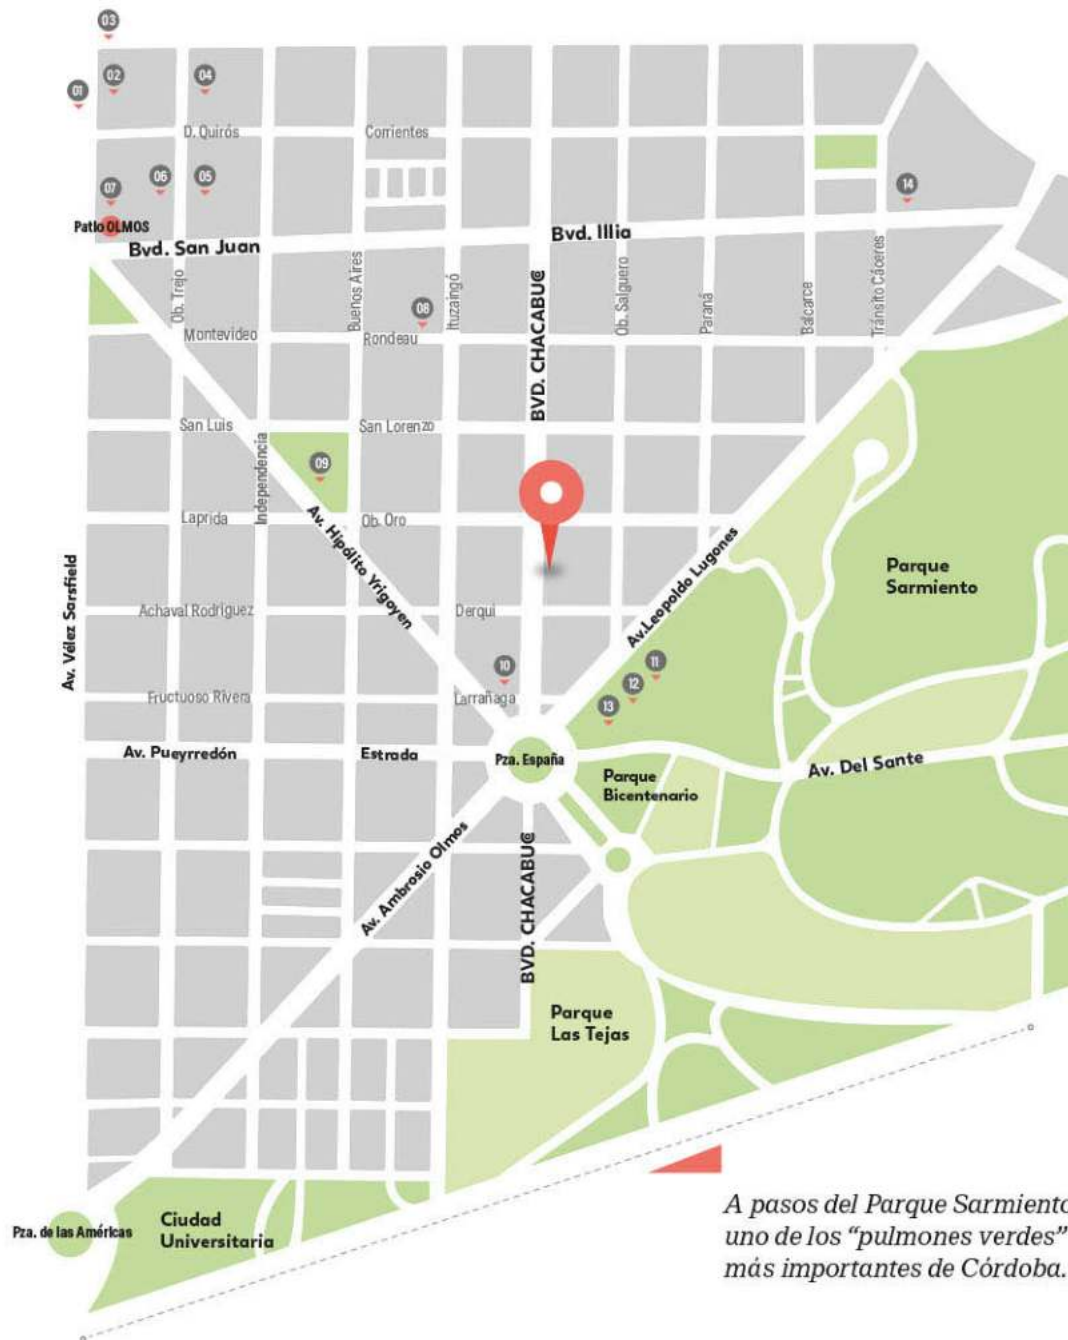 03
02
04
01
D. Quirós
Corrientes
06
05
07
14
Patio OLMOS
Bvd. San Juan
Bvd. Illia
Ob. Trejo
Buenos Aires
Ituzaingó
BVD. CHACABUC
Ob. Salguero
Paraná
Balcarce
Tránsito Cáceres
08
Montevideo
Rondeau
San Luis
San Lorenzo
Independencia
09
Laprida
Ob. Oro
Av. Hipólito Yrigoyen
Av. Vélez Sarsfield
Av.Leopoldo Lugones
Parque
Sarmiento
Achaval Rodriguez
Derqui
10
11
12
13
Fructuoso Rivera
Larrañaga
Av. Pueyrredón
Estrada
Pza. España
Av. Del Sante
Parque
Bicentenario
Av. Ambrosio Olmos
BVD. CHACABUC
Parque
Las Tejas
Pza. de las Américas
Ciudad
Universitaria
A pasos del Parque Sarmiento
uno de los “pulmones verdes”
más importantes de Córdoba.